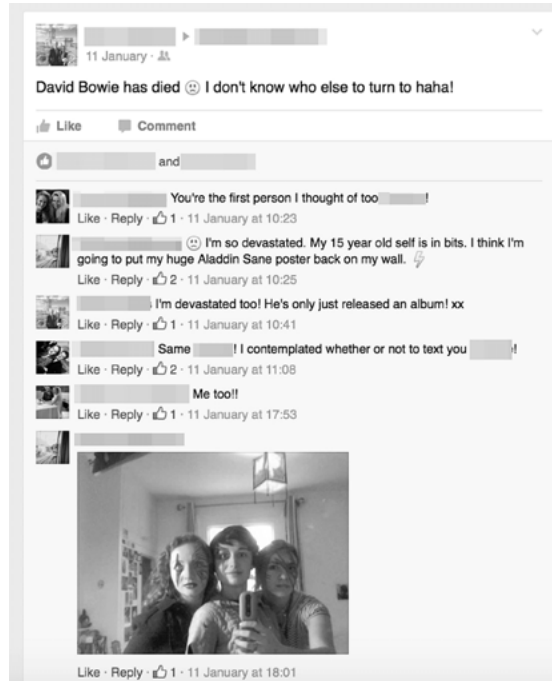 11 January
David Bowie has died ☹ I don't know who else to turn to haha!
Like Comment
and
You're the first person I thought of too !
Like · Reply · 1 · 11 January at 10:23
☹ I'm so devastated. My 15 year old self is in bits. I think I'm
going to put my huge Aladdin Sane poster back on my wall. ⚡
Like · Reply · 2 · 11 January at 10:25
I'm devastated too! He's only just released an album! xx
Like · Reply · 1 · 11 January at 10:41
Same ! I contemplated whether or not to text you !
Like · Reply · 2 · 11 January at 11:08
Me too!!
Like · Reply · 1 · 11 January at 17:53
Like · Reply · 1 · 11 January at 18:01